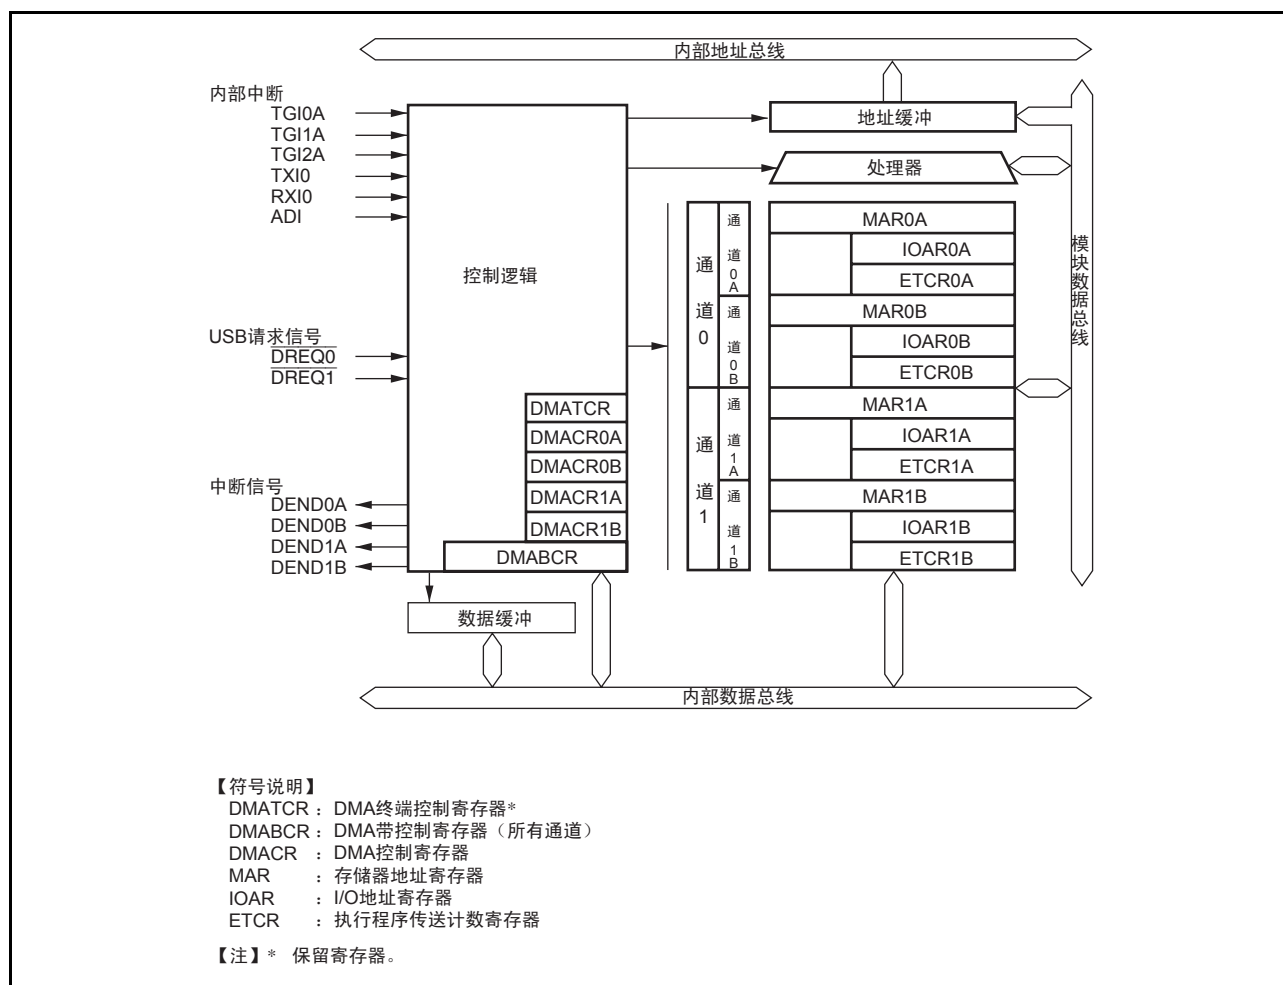 内部地址总线
内部中断
TGI0A
TGI1A
TGI2A
TXI0
RXI0
ADI
地址缓冲
处理器
控制逻辑
USB请求信号
DREQ0
DREQ1
DMATCR
DMACR0A
DMACR0B
DMACR1A
DMACR1B
DMABCR
中断信号
DEND0A
DEND0B
DEND1A
DEND1B
数据缓冲
通道0
通道0A
通道0B
通道1
通道1A
通道1B
MAR0A
IOAR0A
ETCR0A
MAR0B
IOAR0B
ETCR0B
MAR1A
IOAR1A
ETCR1A
MAR1B
IOAR1B
ETCR1B
模块数据总线
内部数据总线
【符号说明】
DMATCR : DMA终端控制寄存器*
DMABCR : DMA带控制寄存器（所有通道）
DMACR : DMA控制寄存器
MAR : 存储器地址寄存器
IOAR : I/O地址寄存器
ETCR : 执行程序传送计数寄存器
【注】* 保留寄存器。